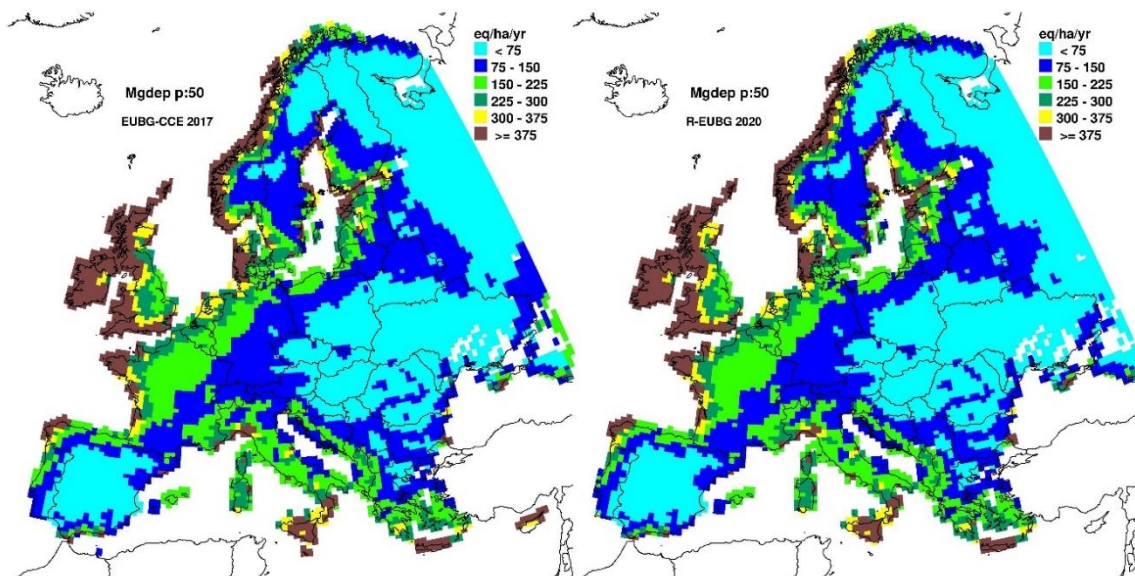 eq/ha/yr
< 75
75 - 150
150 - 225
225 - 300
300 - 375
>= 375
Mgdep p:50
EUBG-CCE 2017
eq/ha/yr
< 75
75 - 150
150 - 225
225 - 300
300 - 375
>= 375
Mgdep p:50
R-EUBG 2020